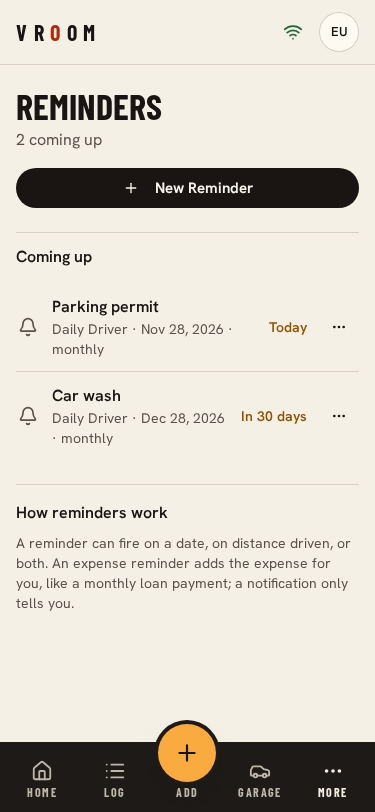 VROOM
EU
REMINDERS
2 coming up
+ New Reminder
Coming up
Parking permit
Daily Driver · Nov 28, 2026 ·
monthly
Today
Car wash
Daily Driver · Dec 28, 2026
· monthly
In 30 days
How reminders work
A reminder can fire on a date, on distance driven, or
both. An expense reminder adds the expense for
you, like a monthly loan payment; a notification only
tells you.
HOME
LOG
ADD
GARAGE
MORE